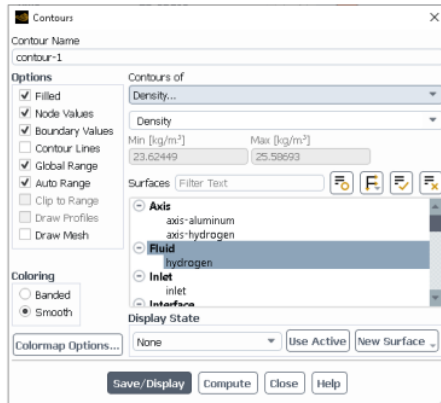 Contours
Contour Name
contour-1
Options
Filled
Node Values
Boundary Values
Contour Lines
Global Range
Auto Range
Clip to Range
Draw Profiles
Draw Mesh
Coloring
Banded
Smooth
Colormap Options...
Contours of
Density...
Density
Min [kg/m³] Max [kg/m³]
23.62449 25.58693
Surfaces Filter Text
Axis
axis-aluminum
axis-hydrogen
Fluid
hydrogen
Inlet
inlet
Interface
Display State
None Use Active New Surface
Save/Display Compute Close Help